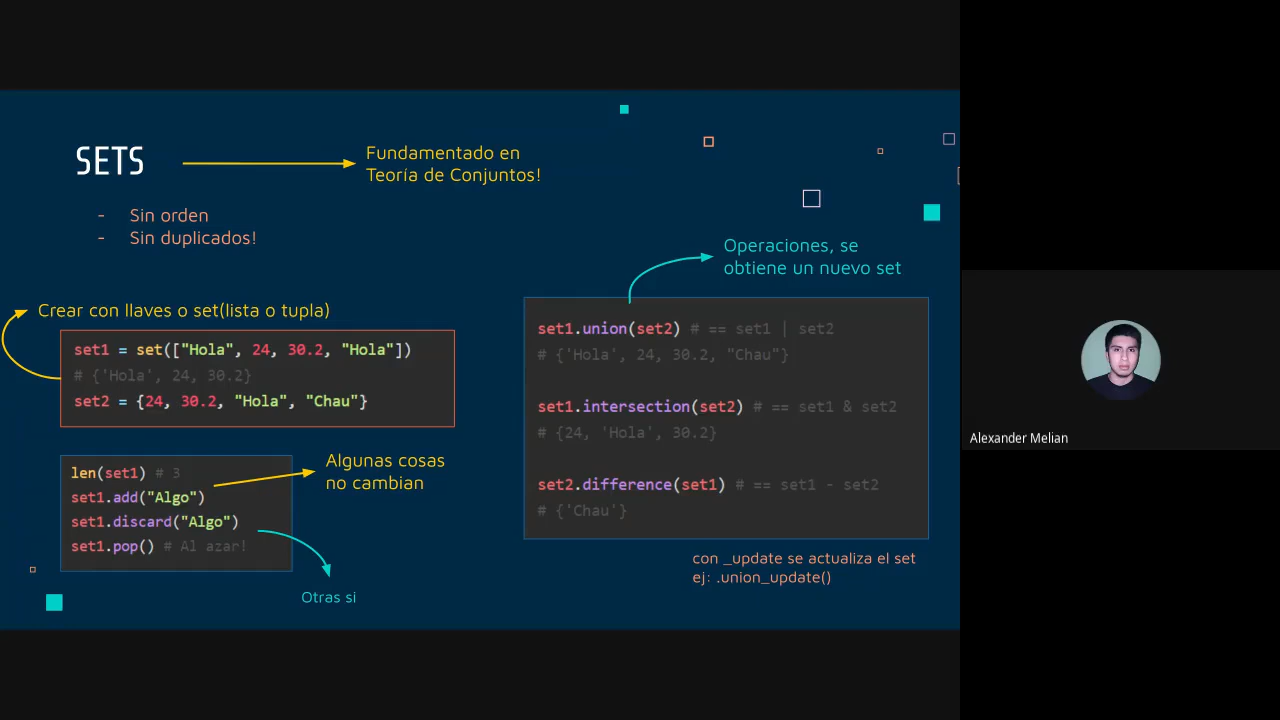 SETS
Fundamentado en
Teoría de Conjuntos!
- Sin orden
- Sin duplicados!
Crear con llaves o set(lista o tupla)
set1 = set(["Hola", 24, 30.2, "Hola"])
# {'Hola', 24, 30.2}
set2 = {24, 30.2, "Hola", "Chau"}
len(set1) # 3
set1.add("Algo")
set1.discard("Algo")
set1.pop() # Al azar!
Algunas cosas
no cambian
Otras si
Operaciones, se
obtiene un nuevo set
set1.union(set2) # == set1 | set2
# {'Hola', 24, 30.2, "Chau"}
set1.intersection(set2) # == set1 & set2
# {24, 'Hola', 30.2}
set2.difference(set1) # == set1 - set2
# {'Chau'}
con _update se actualiza el set
ej: .union_update()
Alexander Melian